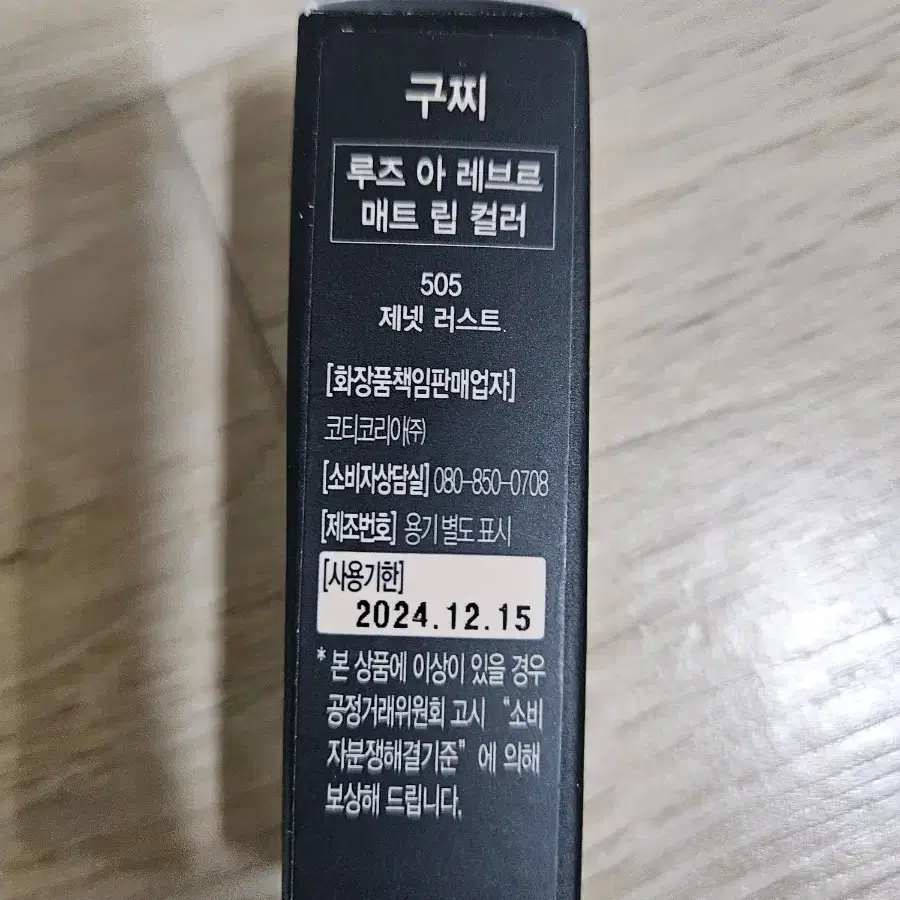 구찌
루즈 아 레브르
매트 립 컬러
505
제넷 러스트
[화장품책임판매업자]
코티코리아(주)
[소비자상담실] 080-850-0708
[제조번호] 용기 별도 표시
[사용기한]
2024.12.15
* 본 상품에 이상이 있을 경우
공정거래위원회 고시 “소비
자분쟁해결기준” 에 의해
보상해 드립니다.